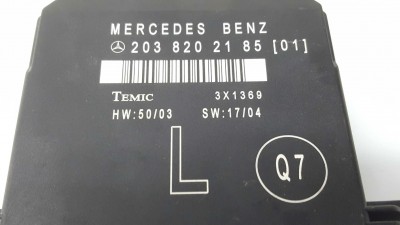 MERCEDES BENZ
203 820 21 85 [01]
TEMIC 3X1369
HW:50/03 SW:17/04
L Q7